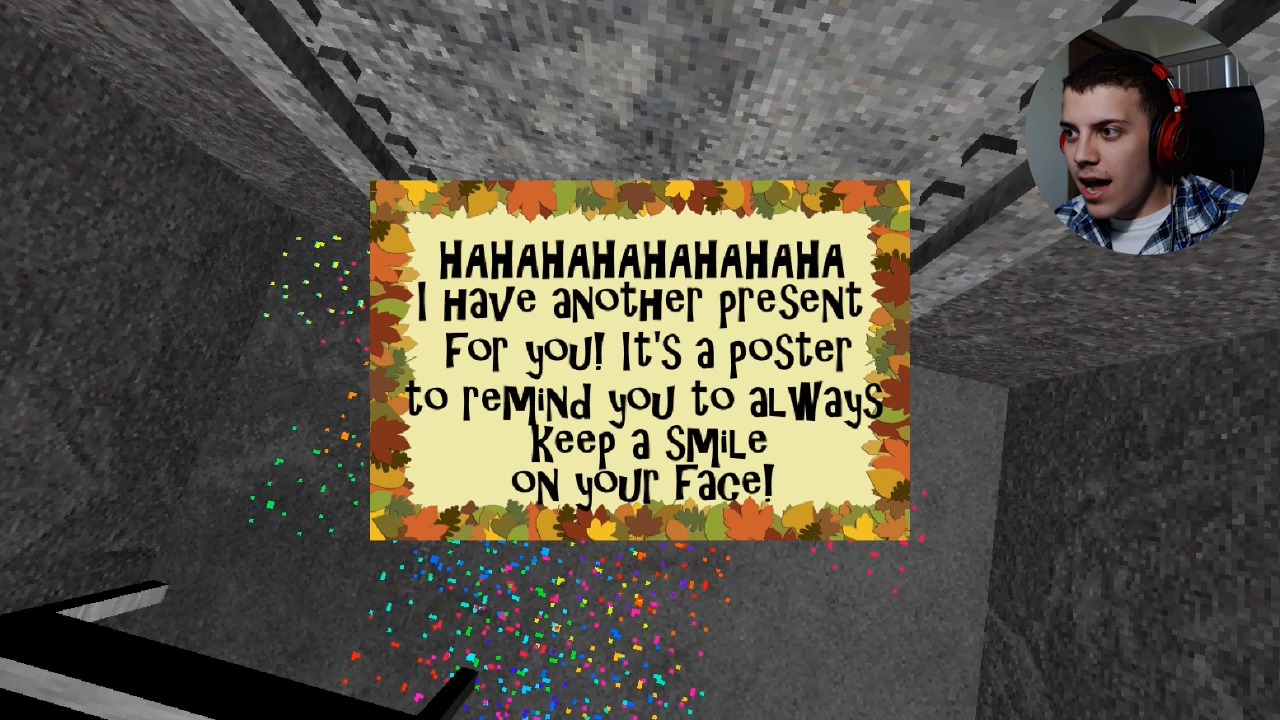 HAHAHAHAHAHAHAHA
I Have another present
For you! It's a poster
to remind you to always
Keep a Smile
on your Face!